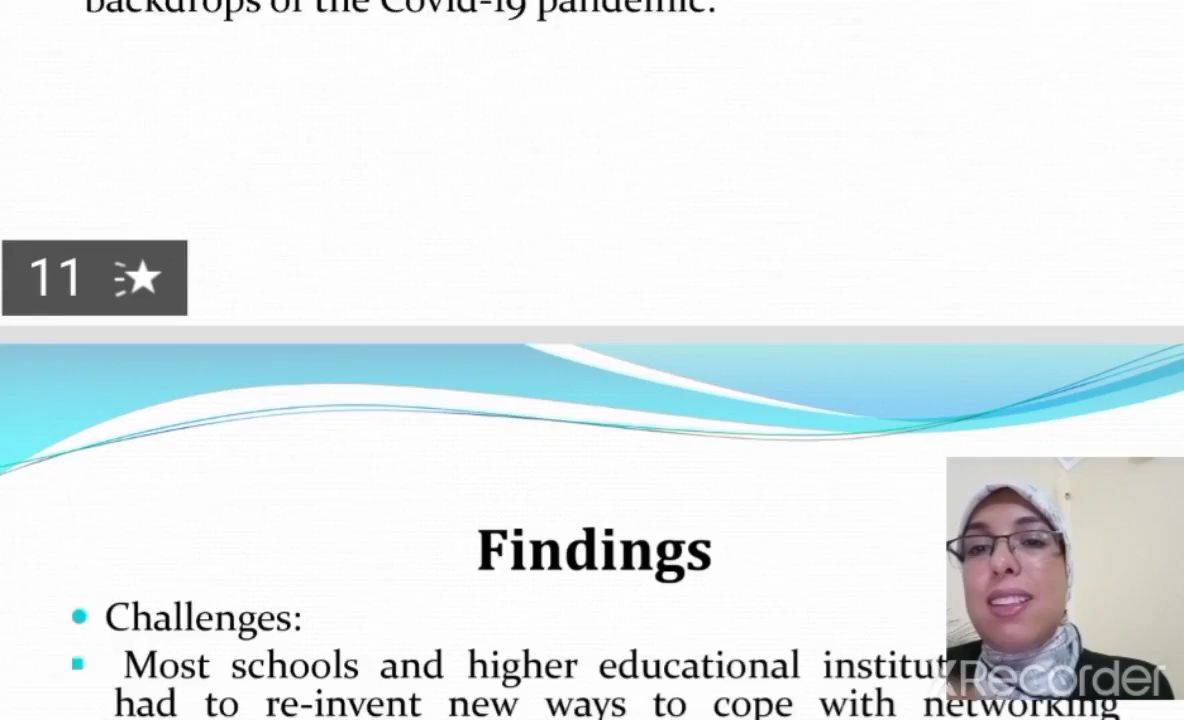 backdrops of the Covid-19 pandemic.
11
Findings
Challenges:
Most schools and higher educational institut
had to re-invent new ways to cope with networking
XRecorder